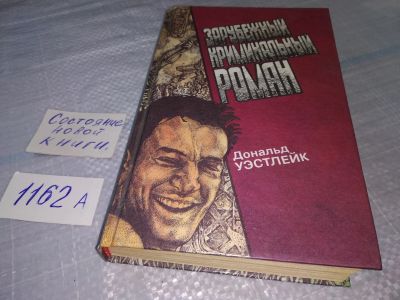 ЗАРУБЕЖНЫЙ
КРИМИНАЛЬНЫЙ
РОМАН
Дональд
УЭСТЛЕЙК
Состояние
новой
книги.
1162 А